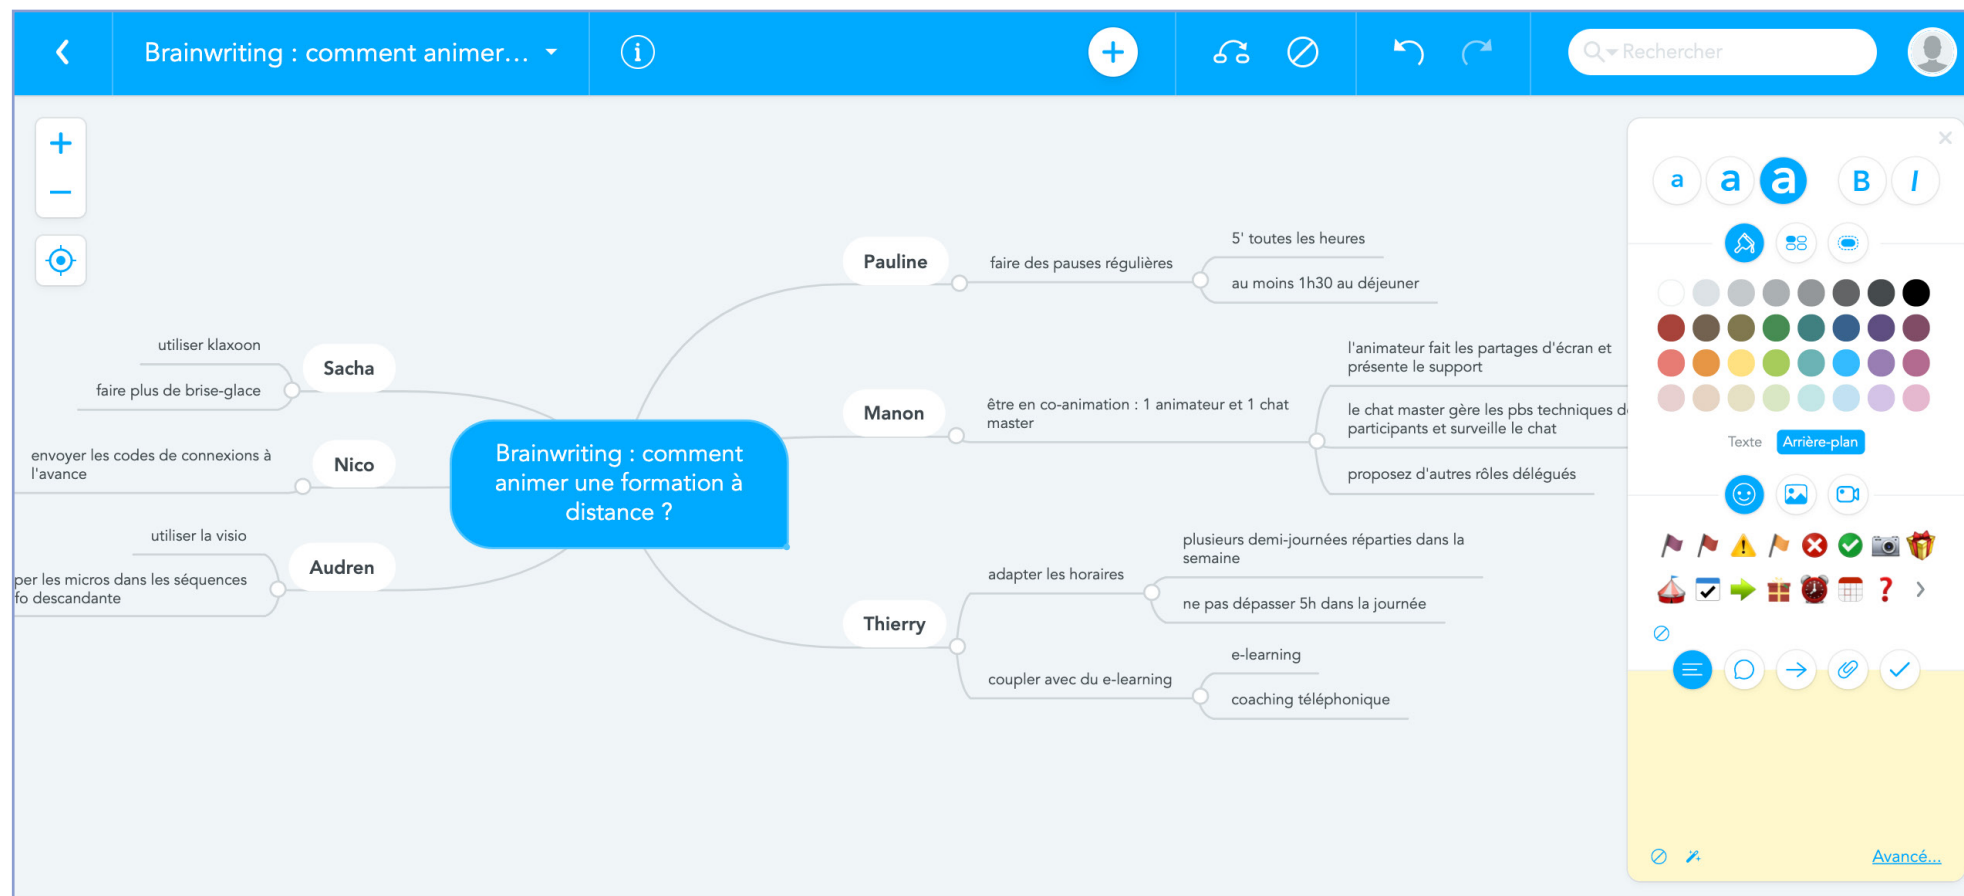 Brainwriting : comment animer...
Rechercher
a a a B I
Pauline
faire des pauses régulières
5' toutes les heures
au moins 1h30 au déjeuner
Sacha
utiliser klaxoon
faire plus de brise-glace
Manon
être en co-animation : 1 animateur et 1 chat
master
l'animateur fait les partages d'écran et
présente le support
le chat master gère les pbs techniques
participants et surveille le chat
proposez d'autres rôles délégués
Brainwriting : comment
animer une formation à
distance ?
Nico
envoyer les codes de connexions à
l'avance
Audren
utiliser la visio
per les micros dans les séquences
fo descandante
Thierry
adapter les horaires
plusieurs demi-journées réparties dans la
semaine
ne pas dépasser 5h dans la journée
coupler avec du e-learning
e-learning
coaching téléphonique
Texte Arrière-plan
Avancé...